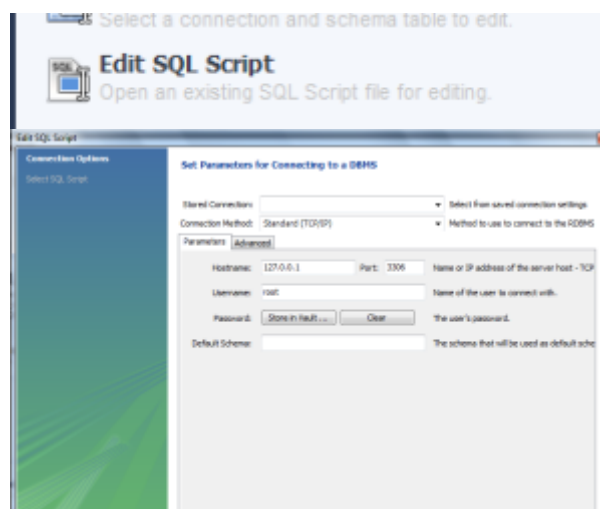 Select a connection and schema table to edit.
SQL
Edit SQL Script
Open an existing SQL Script file for editing.
Edit SQL Script
Connection Options
Select SQL Script
Set Parameters for Connecting to a DBMS
Stored Connection:
Select from saved connection settings
Connection Method: Standard (TCP/IP)
Method to use to connect to the RDBMS
Parameters Advanced
Hostname: 127.0.0.1 Port: 3306 Name or IP address of the server host - TCP
Username: root Name of the user to connect with.
Password: Store in Vault ... Clear The user's password.
Default Schema: The schema that will be used as default sche